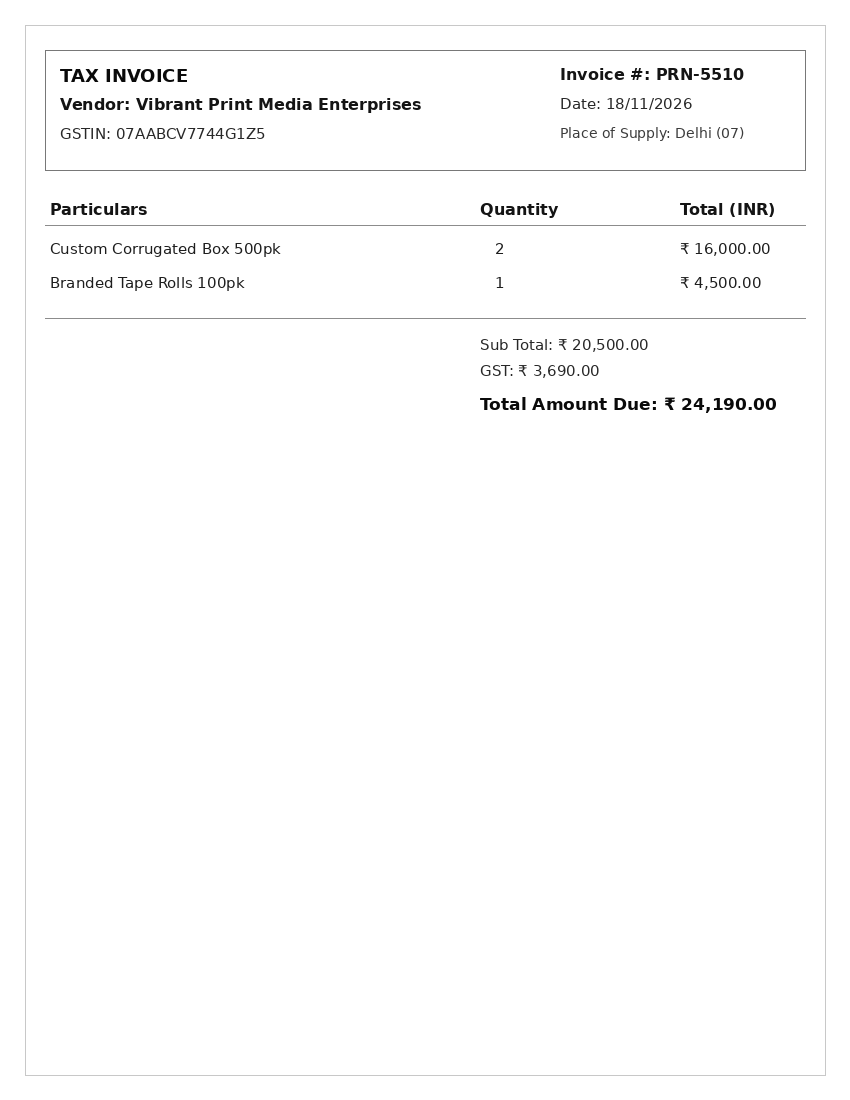 TAX INVOICE
Invoice #: PRN-5510
Vendor: Vibrant Print Media Enterprises
Date: 18/11/2026
GSTIN: 07AABCV7744G1Z5
Place of Supply: Delhi (07)
Particulars Quantity Total (INR)
Custom Corrugated Box 500pk 2 ₹ 16,000.00
Branded Tape Rolls 100pk 1 ₹ 4,500.00
Sub Total: ₹ 20,500.00
GST: ₹ 3,690.00
Total Amount Due: ₹ 24,190.00